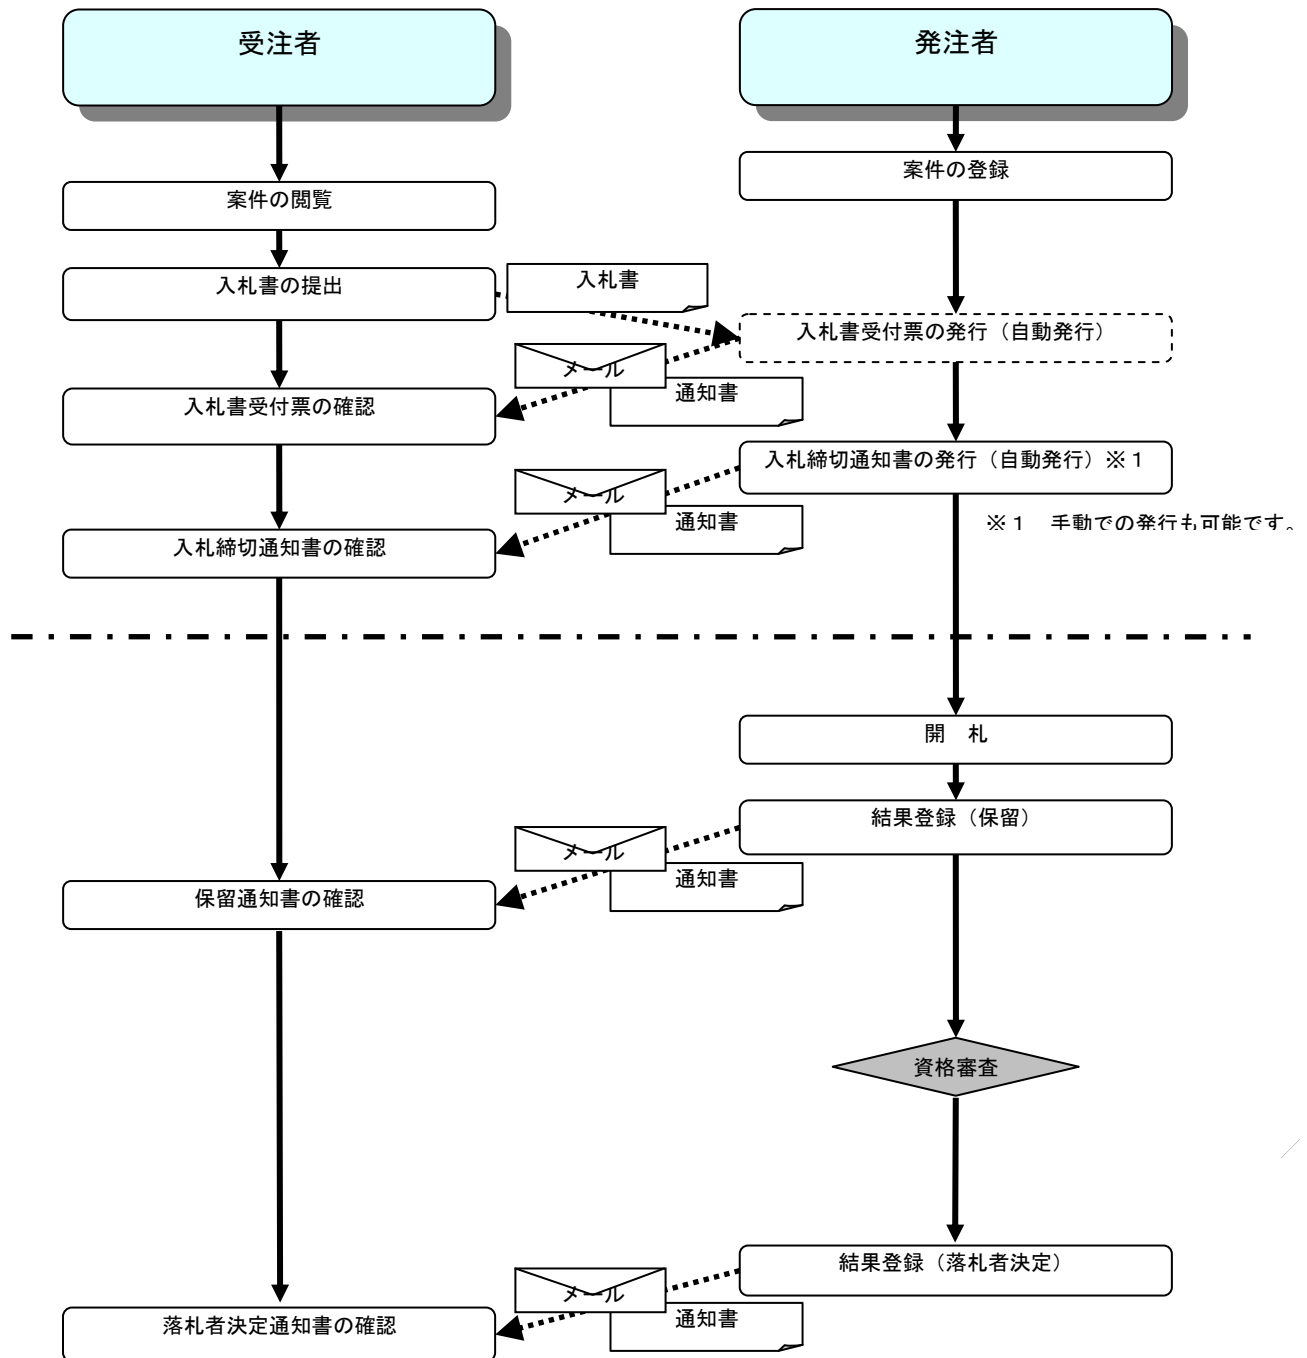 受注者
発注者
案件の登録
案件の閲覧
入札書の提出
入札書
入札書受付票の発行（自動発行）
メール
通知書
入札書受付票の確認
入札締切通知書の発行（自動発行）※１
メール
通知書
※１　手動での発行も可能です。
入札締切通知書の確認
開　札
結果登録（保留）
メール
通知書
保留通知書の確認
資格審査
結果登録（落札者決定）
メール
通知書
落札者決定通知書の確認